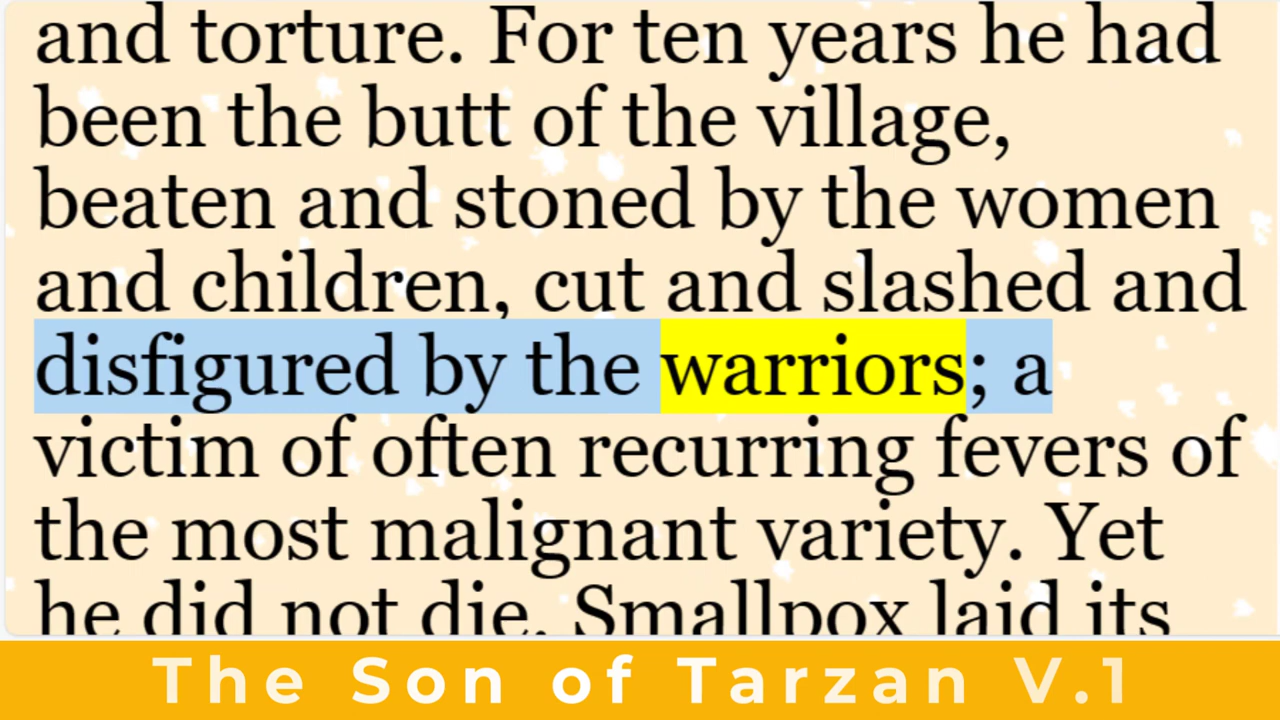 and torture. For ten years he had
been the butt of the village,
beaten and stoned by the women
and children, cut and slashed and
disfigured by the warriors; a
victim of often recurring fevers of
the most malignant variety. Yet
he did not die. Smallpox laid its
The Son of Tarzan V.1